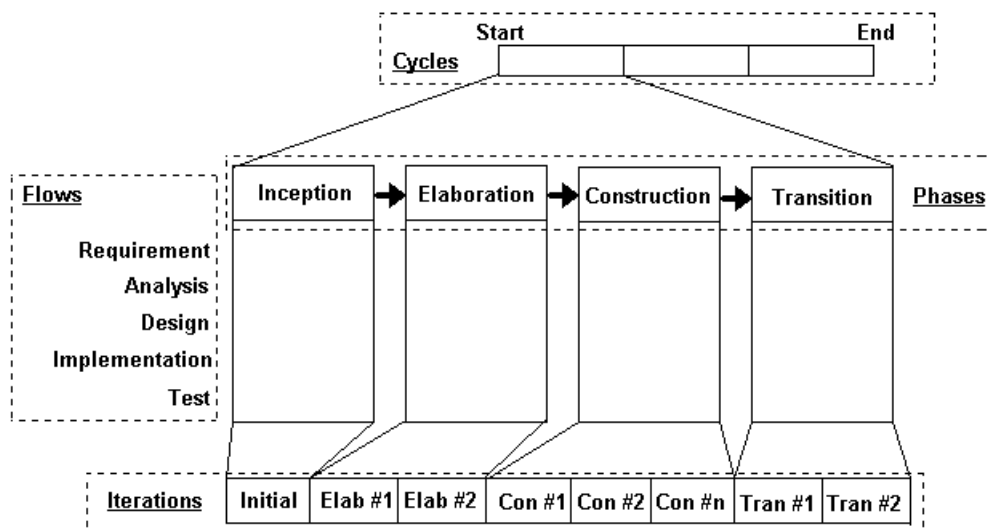 Start End
Cycles
Flows
Inception Elaboration Construction Transition Phases
Requirement
Analysis
Design
Implementation
Test
Iterations Initial Elab #1 Elab #2 Con #1 Con #2 Con #n Tran #1 Tran #2